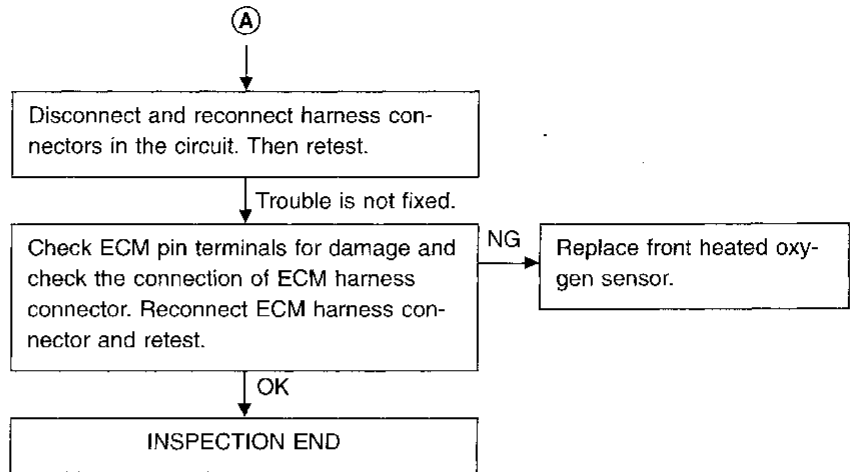 A
Disconnect and reconnect harness con-
nectors in the circuit. Then retest.
Trouble is not fixed.
Check ECM pin terminals for damage and
check the connection of ECM harness
connector. Reconnect ECM harness con-
nector and retest.
NG
Replace front heated oxy-
gen sensor.
OK
INSPECTION END